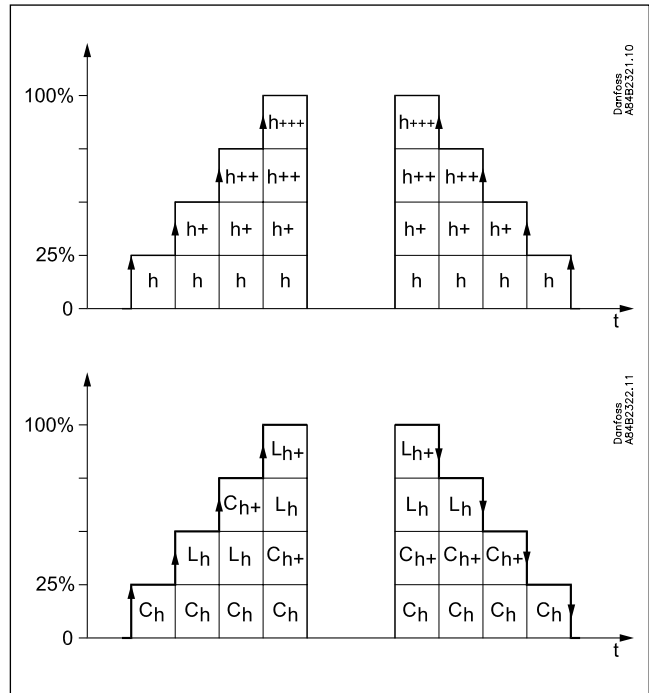 Danfoss
A84B2321.10
100%
h+++ h+++
h++ h++ h++ h++
h+ h+ h+ h+ h+ h+
25%
h h h h h h h h
0
t
Danfoss
A84B2322.11
100%
Lh+ Lh+
Ch+ Lh Lh Lh
Lh Lh Ch+ Ch+ Ch+ Ch+
25%
Ch Ch Ch Ch Ch Ch Ch Ch
0
t